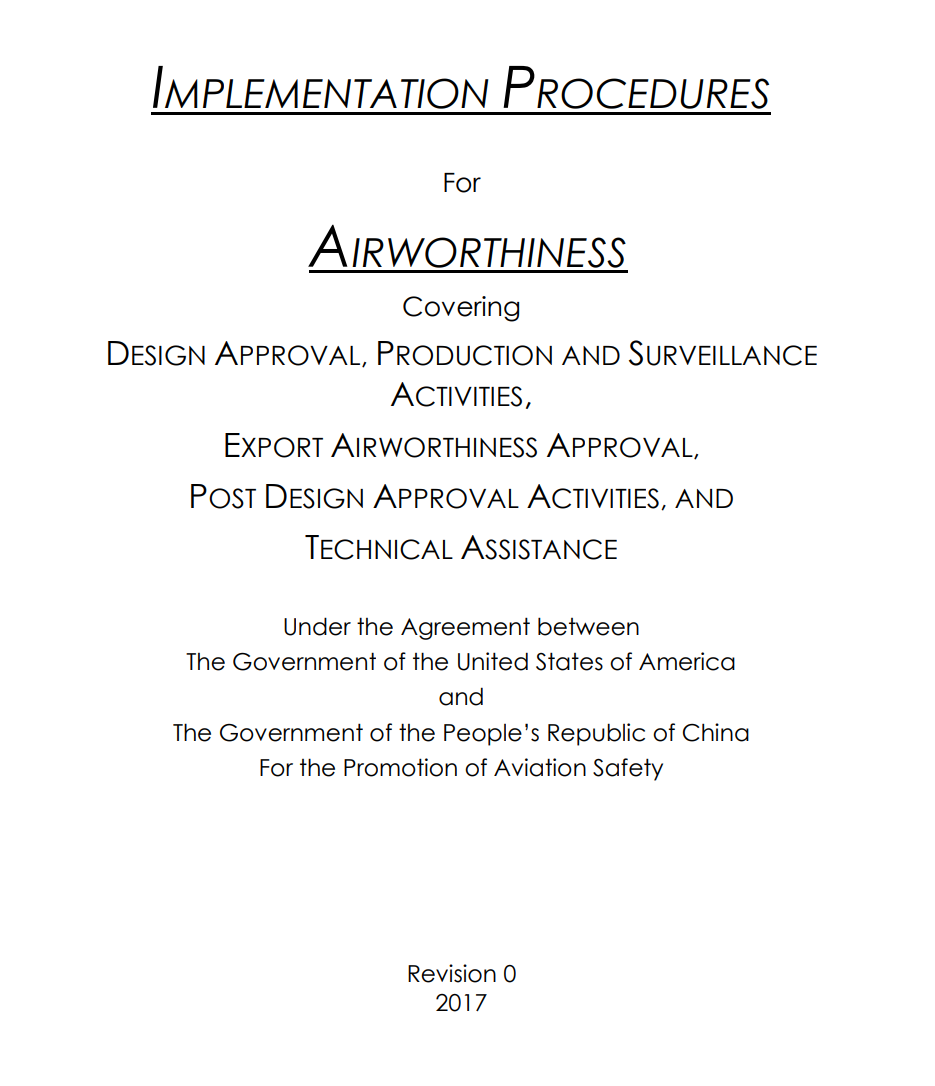 IMPLEMENTATION PROCEDURES
For
AIRWORTHINESS
Covering
DESIGN APPROVAL, PRODUCTION AND SURVEILLANCE
ACTIVITIES,
EXPORT AIRWORTHINESS APPROVAL,
POST DESIGN APPROVAL ACTIVITIES, AND
TECHNICAL ASSISTANCE
Under the Agreement between
The Government of the United States of America
and
The Government of the People’s Republic of China
For the Promotion of Aviation Safety
Revision 0
2017